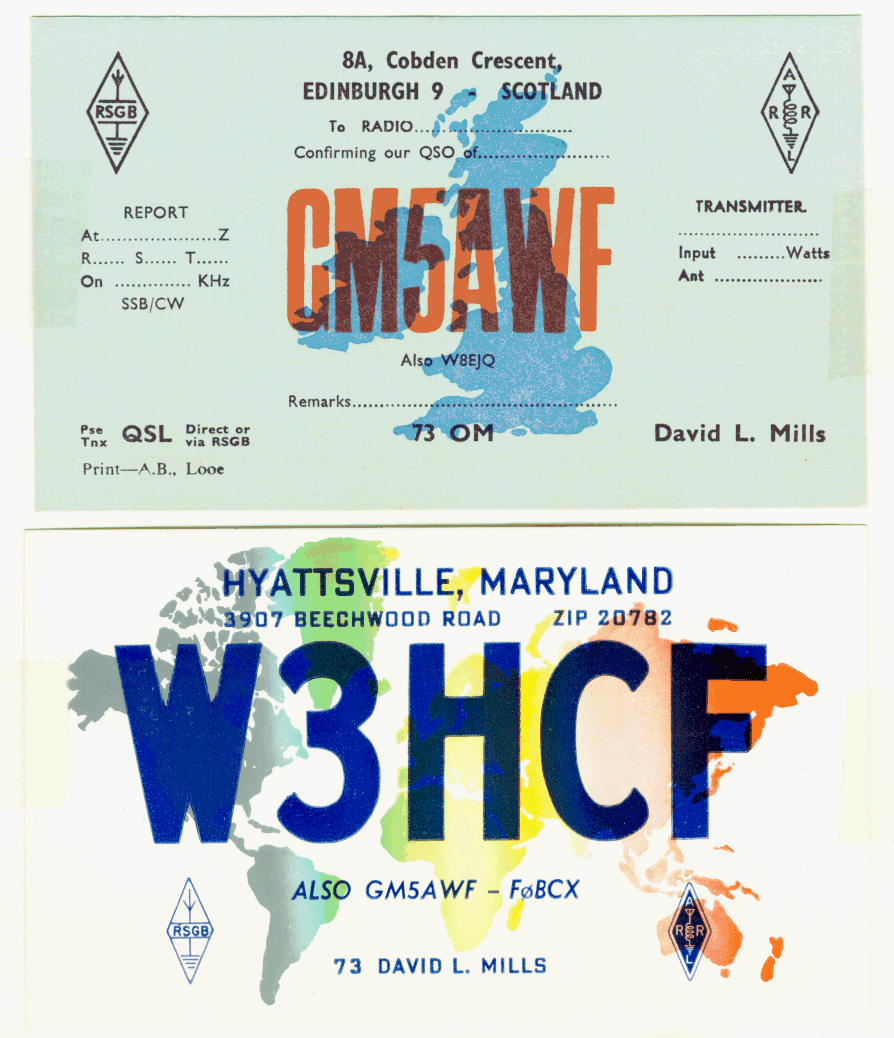 8A, Cobden Crescent,
EDINBURGH 9 - SCOTLAND
To RADIO..............................
Confirming our QSO of........................
RSGB
A R R L
GM5AWF
REPORT
At.....................Z
R...... S...... T......
On .............. KHz
SSB/CW
TRANSMITTER
.........................
Input .........Watts
Ant ....................
Also W8EJQ
Remarks................................................
Pse
Tnx
QSL
Direct or
via RSGB
73 OM
David L. Mills
Print—A.B., Looe
HYATTSVILLE, MARYLAND
3907 BEECHWOOD ROAD ZIP 20782
W3HCF
ALSO GM5AWF - FøBCX
RSGB
A R R L
73 DAVID L. MILLS